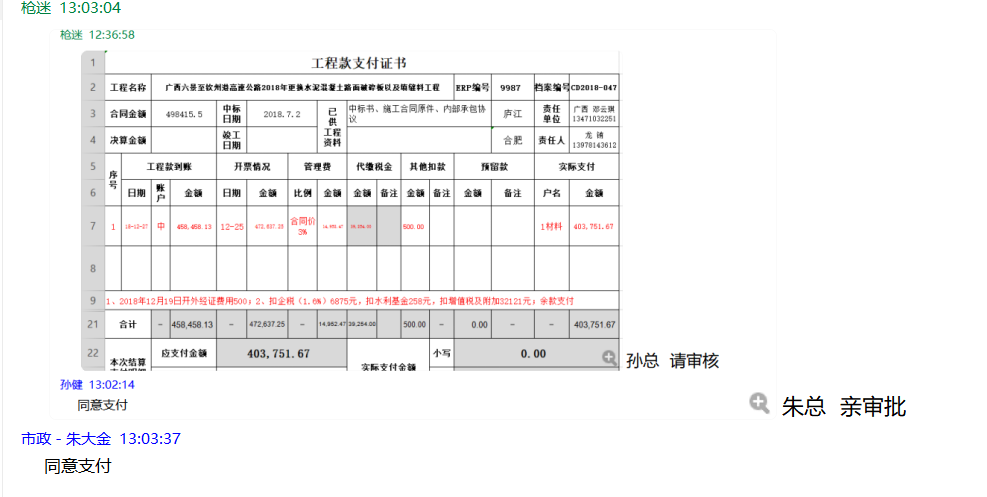 枪迷 13:03:04
枪迷 12:36:58
1 工程款支付证书
2 工程名称 广西六景至钦州港高速公路2018年更换水泥混凝土路面破碎板以及填缝料工程 ERP编号 9987 档案编号 CD2018-047
3 合同金额 498415.5 中标日期 2018.7.2 已供工程资料 中标书、施工合同原件、内部承包协议 庐江 责任单位 广西 邓云琪 13471032251
4 决算金额 竣工日期 合肥 责任人 龙 锵 13978143612
5 序号 工程款到账 开票情况 管理费 代缴税金 其他扣款 预留款 实际支付
6 日期 账户 金额 日期 金额 比例 金额 金额 备注 金额 备注 金额 备注 户名 金额
7 1 18-12-27 中 458,458.13 12-25 472,637.25 合同价3% 14,952.47 39,254.00 500.00 1材料 403,751.67
8
9 1、2018年12月19日开外经证费用500；2、扣企税（1.6%）6875元，扣水利基金258元，扣增值税及附加32121元；余款支付
21 合计 - 458,458.13 - 472,637.25 - 14,952.47 39,254.00 500.00 - 0.00 - - 403,751.67
22 本次结算 应支付金额 403,751.67 实际支付金额 小写 0.00
孙总 请审核
孙健 13:02:14
同意支付
朱总 亲审批
市政 - 朱大金 13:03:37
同意支付